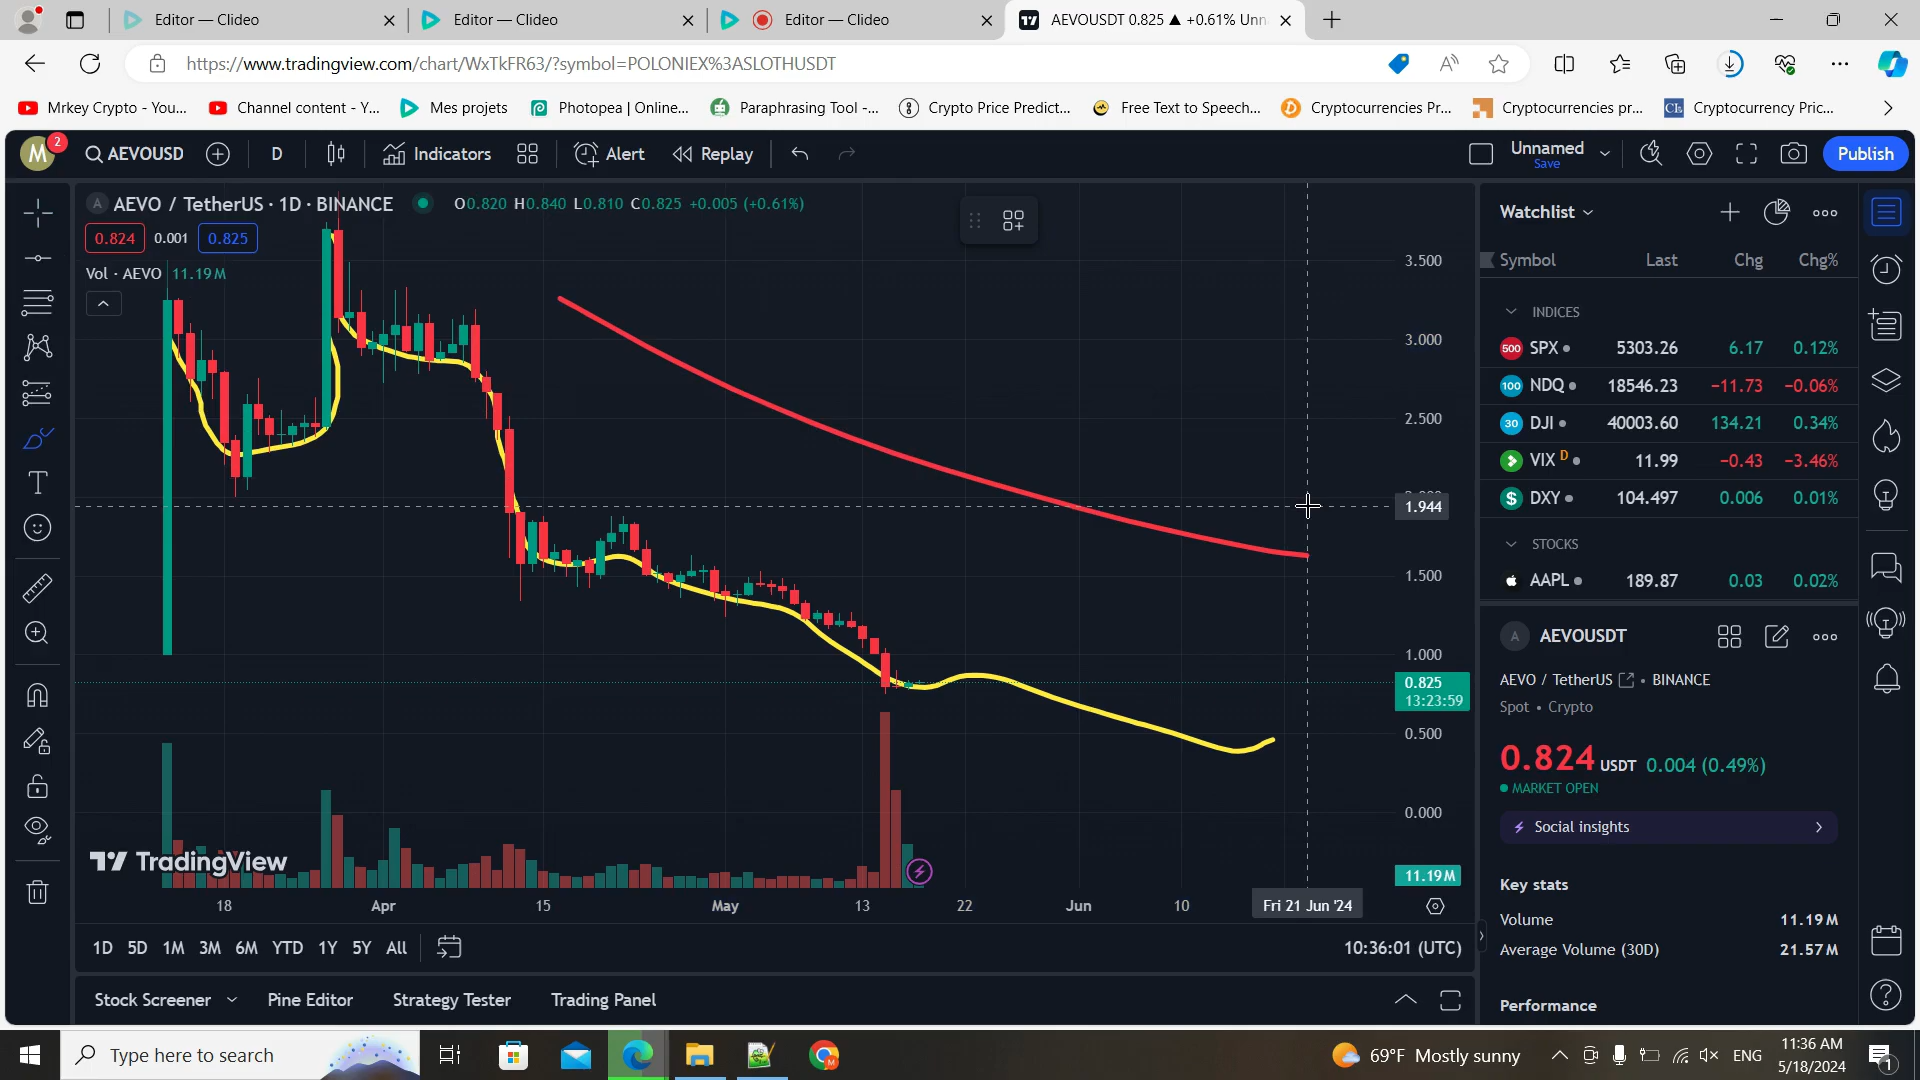 Editor — Clideo
Editor — Clideo
Editor — Clideo
AEVOUSDT 0.825 ▲ +0.61% Unn
https://www.tradingview.com/chart/WxTkFR63/?symbol=POLONIEX%3ASLOTHUSDT
Mrkey Crypto - You...
Channel content - Y...
Mes projets
Photopea | Online...
Paraphrasing Tool -...
Crypto Price Predict...
Free Text to Speech...
Cryptocurrencies Pr...
Cryptocurrencies pr...
Cryptocurrency Pric...
M 2
AEVOUSD
D
Indicators
Alert
Replay
Unnamed
Save
Publish
A AEVO / TetherUS · 1D · BINANCE
O0.820 H0.840 L0.810 C0.825 +0.005 (+0.61%)
0.824 0.001 0.825
Vol · AEVO 11.19M
3.500
3.000
2.500
1.944
1.500
1.000
0.825
13:23:59
0.500
0.000
11.19M
TradingView
18 Apr 15 May 13 22 Jun 10 Fri 21 Jun '24
1D 5D 1M 3M 6M YTD 1Y 5Y All
10:36:01 (UTC)
Stock Screener
Pine Editor
Strategy Tester
Trading Panel
Watchlist
Symbol Last Chg Chg%
INDICES
500 SPX 5303.26 6.17 0.12%
100 NDQ 18546.23 −11.73 −0.06%
30 DJI 40003.60 134.21 0.34%
VIX D 11.99 −0.43 −3.46%
$ DXY 104.497 0.006 0.01%
STOCKS
AAPL 189.87 0.03 0.02%
A AEVOUSDT
AEVO / TetherUS • BINANCE
Spot • Crypto
0.824 USDT 0.004 (0.49%)
MARKET OPEN
Social insights
Key stats
Volume 11.19M
Average Volume (30D) 21.57M
Performance
Type here to search
69°F Mostly sunny
ENG
11:36 AM
5/18/2024
1